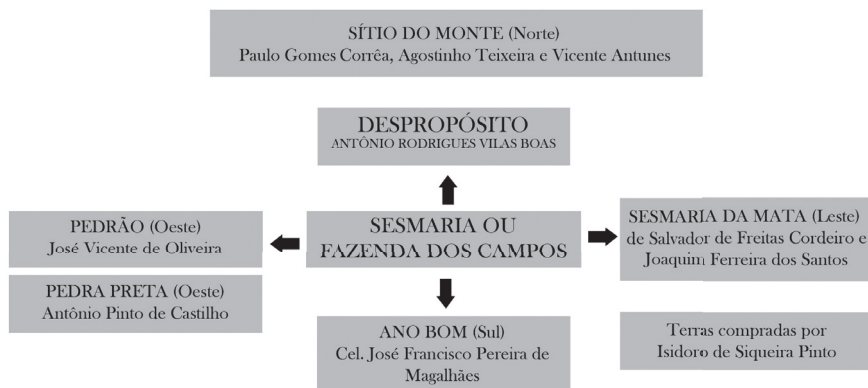 SÍTIO DO MONTE (Norte)
Paulo Gomes Corrêa, Agostinho Teixeira e Vicente Antunes
DESPROPÓSITO
ANTÔNIO RODRIGUES VILAS BOAS
PEDRÃO (Oeste)
José Vicente de Oliveira
SESMARIA OU
FAZENDA DOS CAMPOS
SESMARIA DA MATA (Leste)
de Salvador de Freitas Cordeiro e
Joaquim Ferreira dos Santos
PEDRA PRETA (Oeste)
Antônio Pinto de Castilho
ANO BOM (Sul)
Cel. José Francisco Pereira de
Magalhães
Terras compradas por
Isidoro de Siqueira Pinto